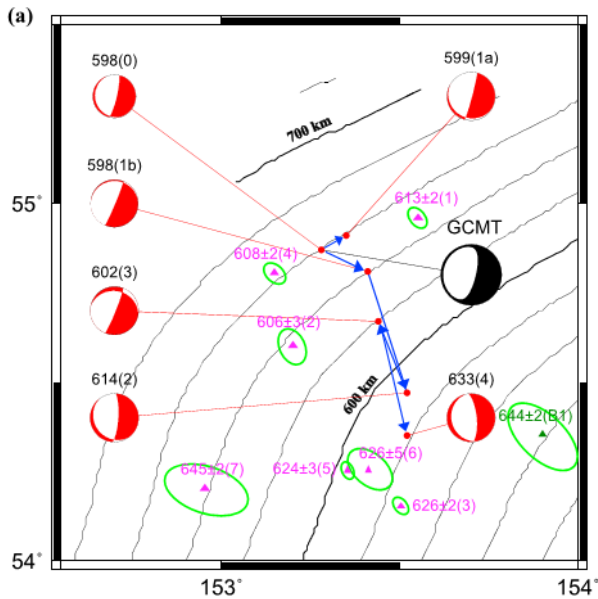 (a)
598(0)
599(1a)
700 km
598(1b)
55°
613±2(1)
GCMT
608±2(4)
602(3)
606±3(2)
600 km
614(2)
633(4)
644±2(B1)
626±5(6)
645±2(7)
624±3(5)
626±2(3)
54°
153°
154°